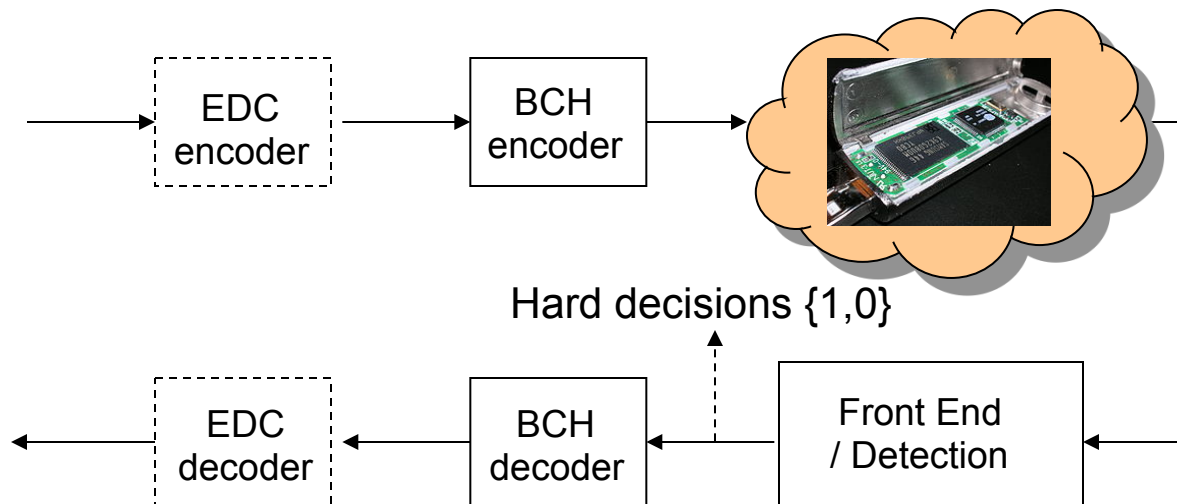 EDC
encoder
BCH
encoder
Hard decisions {1,0}
EDC
decoder
BCH
decoder
Front End
/ Detection